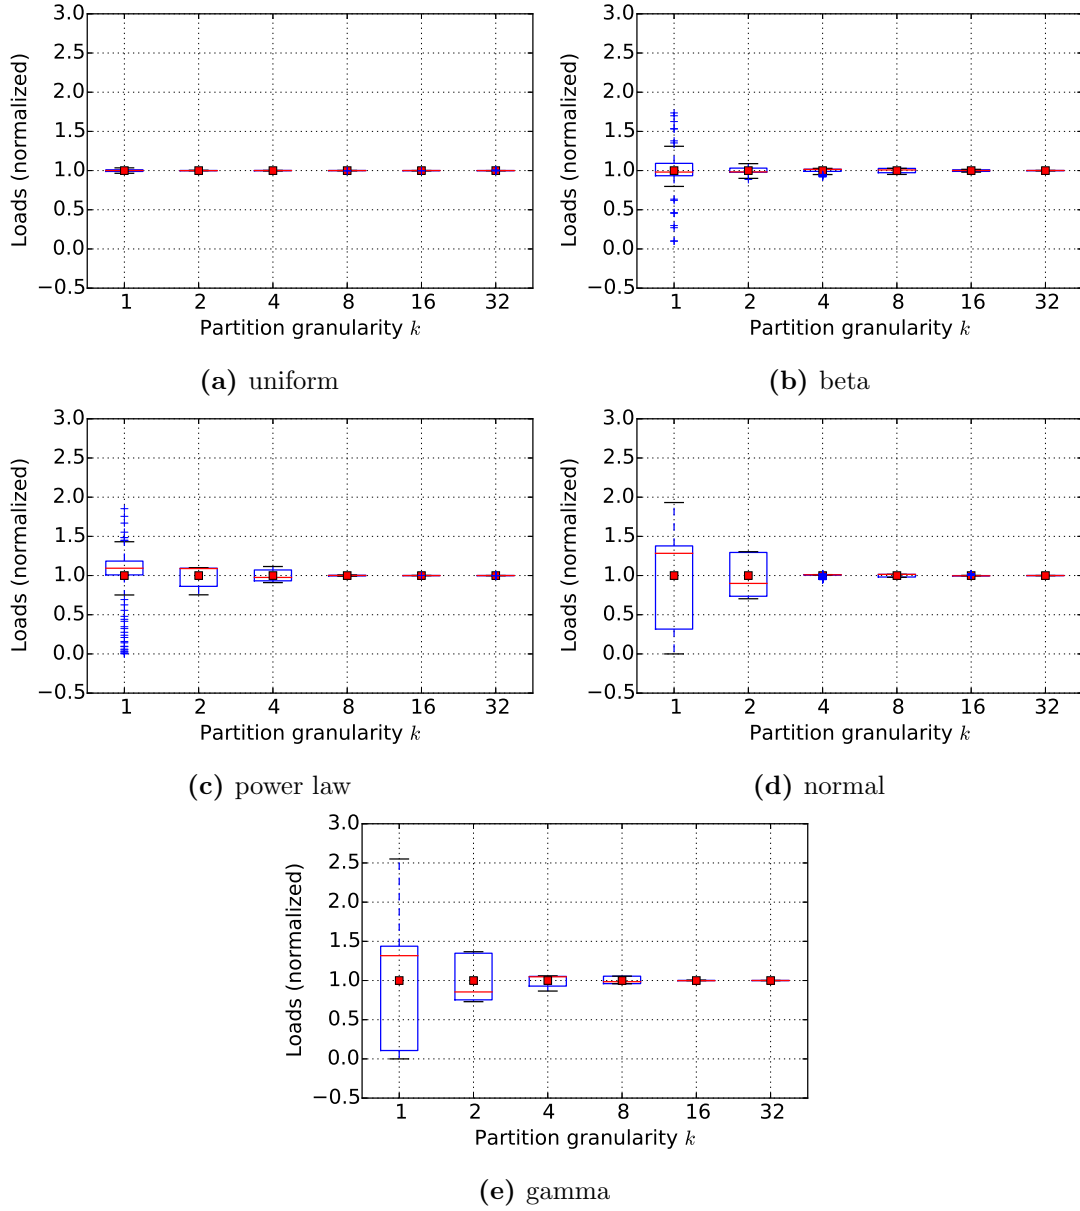 3.0
2.5
2.0
1.5
1.0
0.5
0.0
−0.5
Loads (normalized)
1 2 4 8 16 32
Partition granularity k
(a) uniform
3.0
2.5
2.0
1.5
1.0
0.5
0.0
−0.5
Loads (normalized)
1 2 4 8 16 32
Partition granularity k
(b) beta
3.0
2.5
2.0
1.5
1.0
0.5
0.0
−0.5
Loads (normalized)
1 2 4 8 16 32
Partition granularity k
(c) power law
3.0
2.5
2.0
1.5
1.0
0.5
0.0
−0.5
Loads (normalized)
1 2 4 8 16 32
Partition granularity k
(d) normal
3.0
2.5
2.0
1.5
1.0
0.5
0.0
−0.5
Loads (normalized)
1 2 4 8 16 32
Partition granularity k
(e) gamma